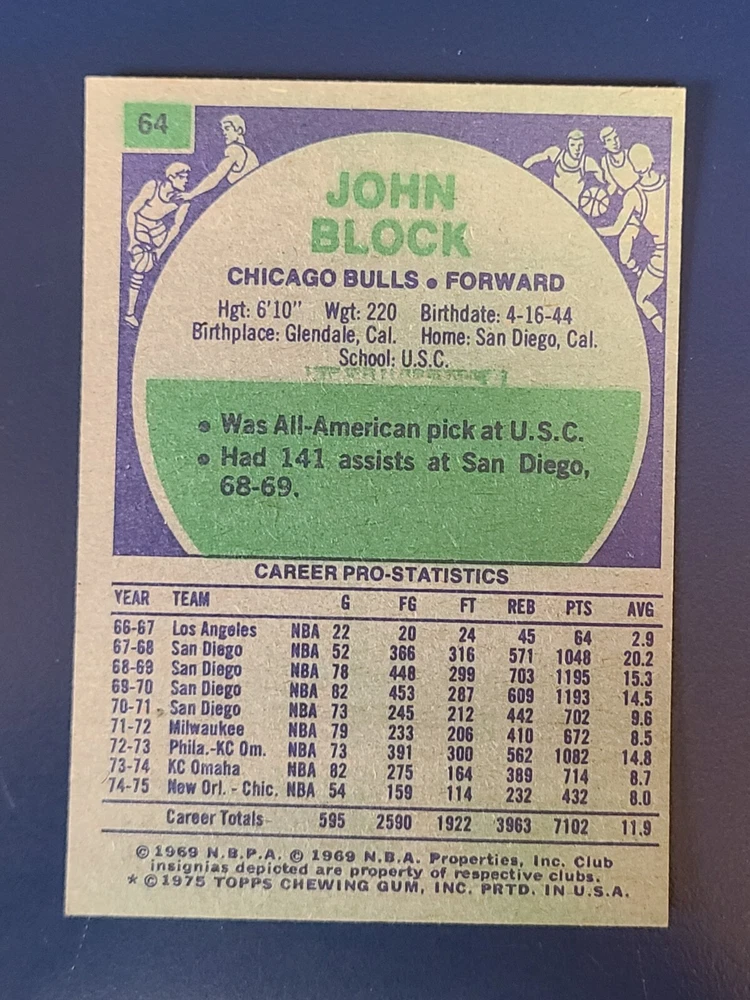 64
JOHN
BLOCK
CHICAGO BULLS • FORWARD
Hgt: 6'10" Wgt: 220 Birthdate: 4-16-44
Birthplace: Glendale, Cal. Home: San Diego, Cal.
School: U.S.C.
• Was All-American pick at U.S.C.
• Had 141 assists at San Diego,
68-69.
CAREER PRO-STATISTICS
YEAR TEAM G FG FT REB PTS AVG
66-67 Los Angeles NBA 22 20 24 45 64 2.9
67-68 San Diego NBA 52 366 316 571 1048 20.2
68-69 San Diego NBA 78 448 299 703 1195 15.3
69-70 San Diego NBA 82 453 287 609 1193 14.5
70-71 San Diego NBA 73 245 212 442 702 9.6
71-72 Milwaukee NBA 79 233 206 410 672 8.5
72-73 Phila.-KC Om. NBA 73 391 300 562 1082 14.8
73-74 KC Omaha NBA 82 275 164 389 714 8.7
74-75 New Orl. - Chic. NBA 54 159 114 232 432 8.0
Career Totals 595 2590 1922 3963 7102 11.9
© 1969 N.B.P.A. © 1969 N.B.A. Properties, Inc. Club
insignias depicted are property of respective clubs.
* © 1975 TOPPS CHEWING GUM, INC. PRTD. IN U.S.A.